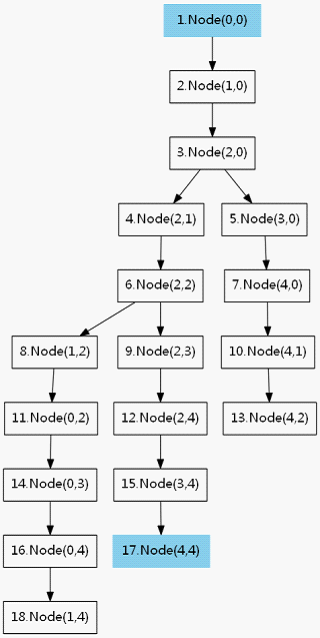 1.Node(0,0)
2.Node(1,0)
3.Node(2,0)
4.Node(2,1)
5.Node(3,0)
6.Node(2,2)
7.Node(4,0)
8.Node(1,2)
9.Node(2,3)
10.Node(4,1)
11.Node(0,2)
12.Node(2,4)
13.Node(4,2)
14.Node(0,3)
15.Node(3,4)
16.Node(0,4)
17.Node(4,4)
18.Node(1,4)